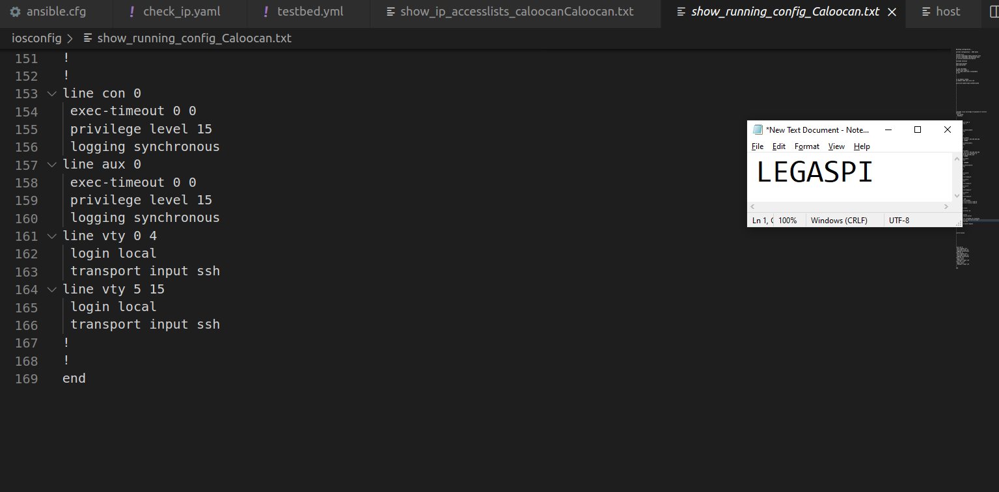 ansible.cfg ! check_ip.yaml ! testbed.yml show_ip_accesslists_caloocanCaloocan.txt show_running_config_Caloocan.txt host
iosconfig > show_running_config_Caloocan.txt
151 !
152 !
153 line con 0
154 exec-timeout 0 0
155 privilege level 15
156 logging synchronous
157 line aux 0
158 exec-timeout 0 0
159 privilege level 15
160 logging synchronous
161 line vty 0 4
162 login local
163 transport input ssh
164 line vty 5 15
165 login local
166 transport input ssh
167 !
168 !
169 end
*New Text Document - Note...
File Edit Format View Help
LEGASPI
Ln 1, 100% Windows (CRLF) UTF-8